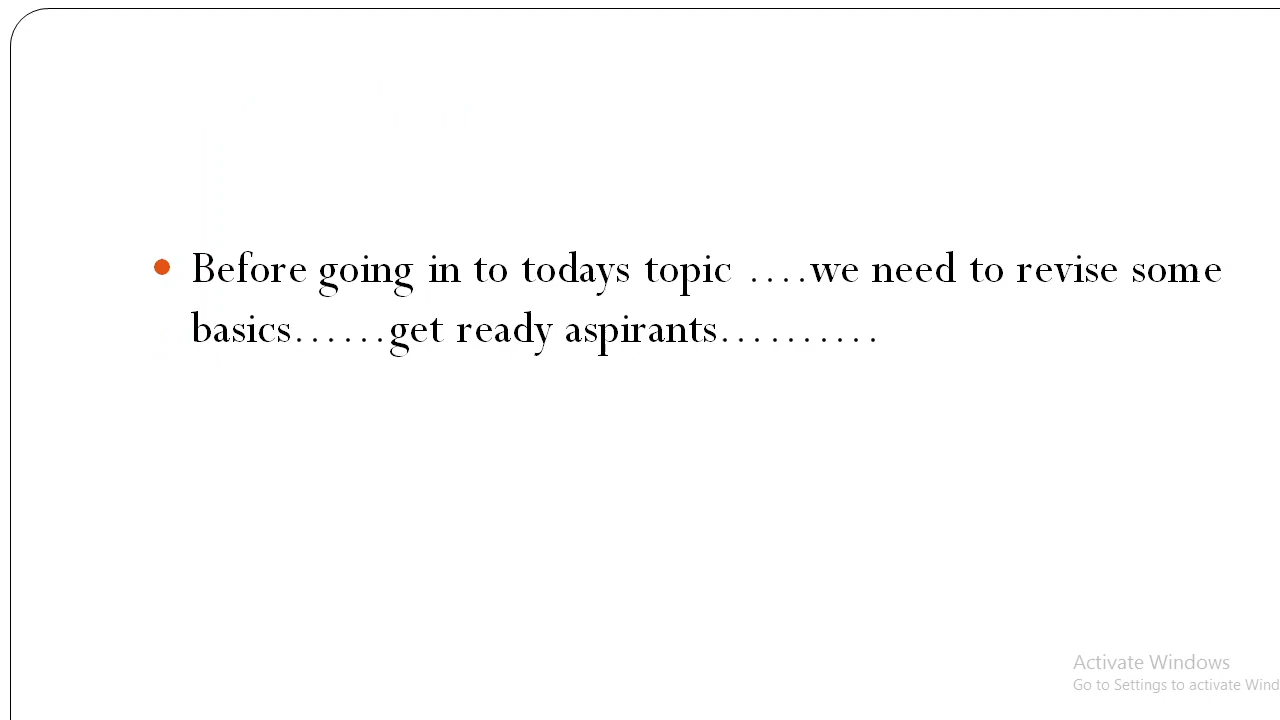 Before going in to todays topic ....we need to revise some
basics......get ready aspirants..........
Activate Windows
Go to Settings to activate Wind